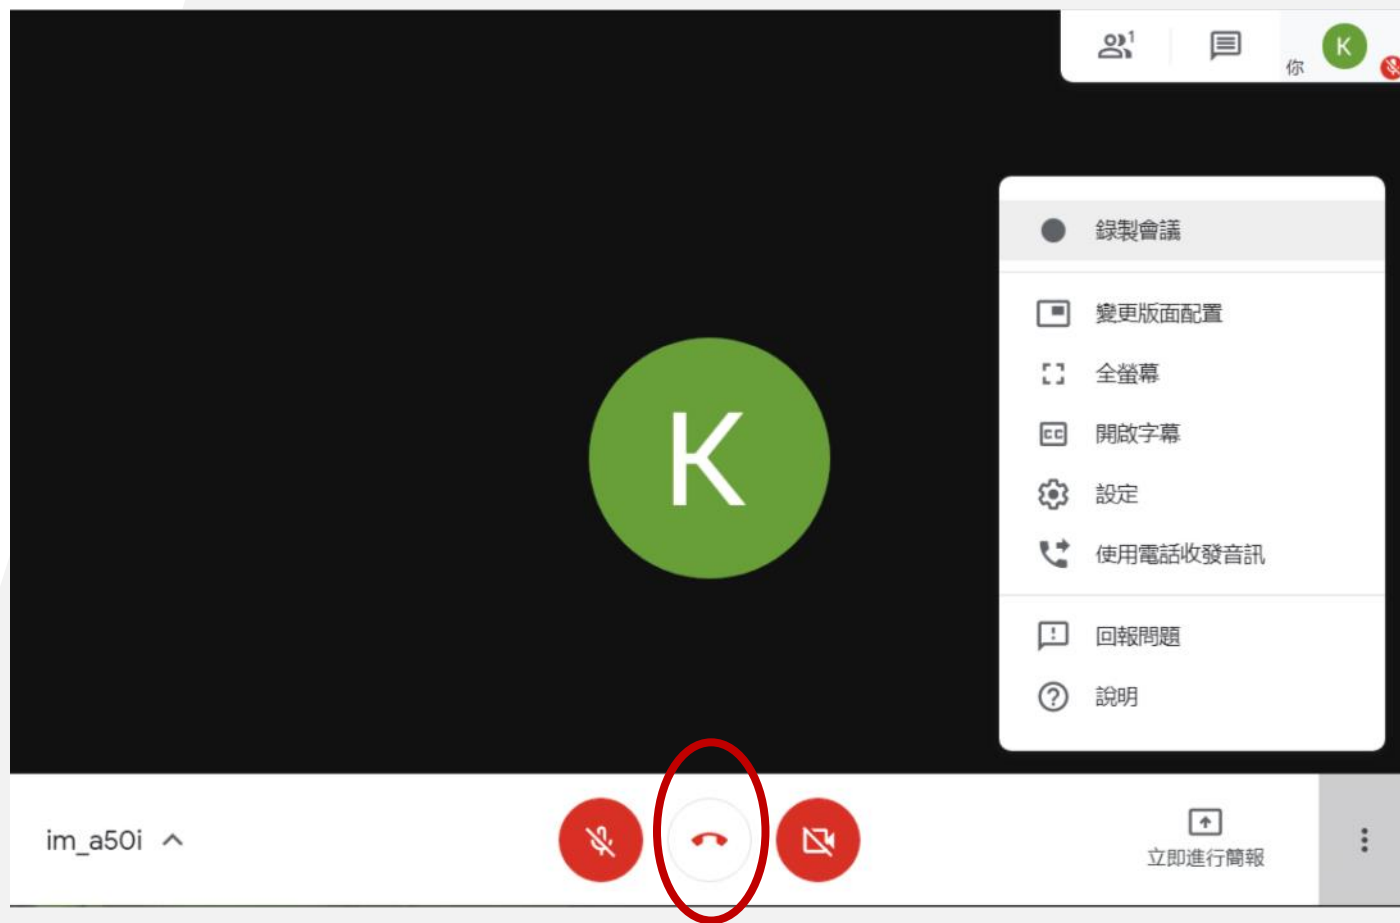 1
你
K
錄製會議
變更版面配置
全螢幕
CC
開啟字幕
設定
使用電話收發音訊
回報問題
說明
K
im_a50i
立即進行簡報